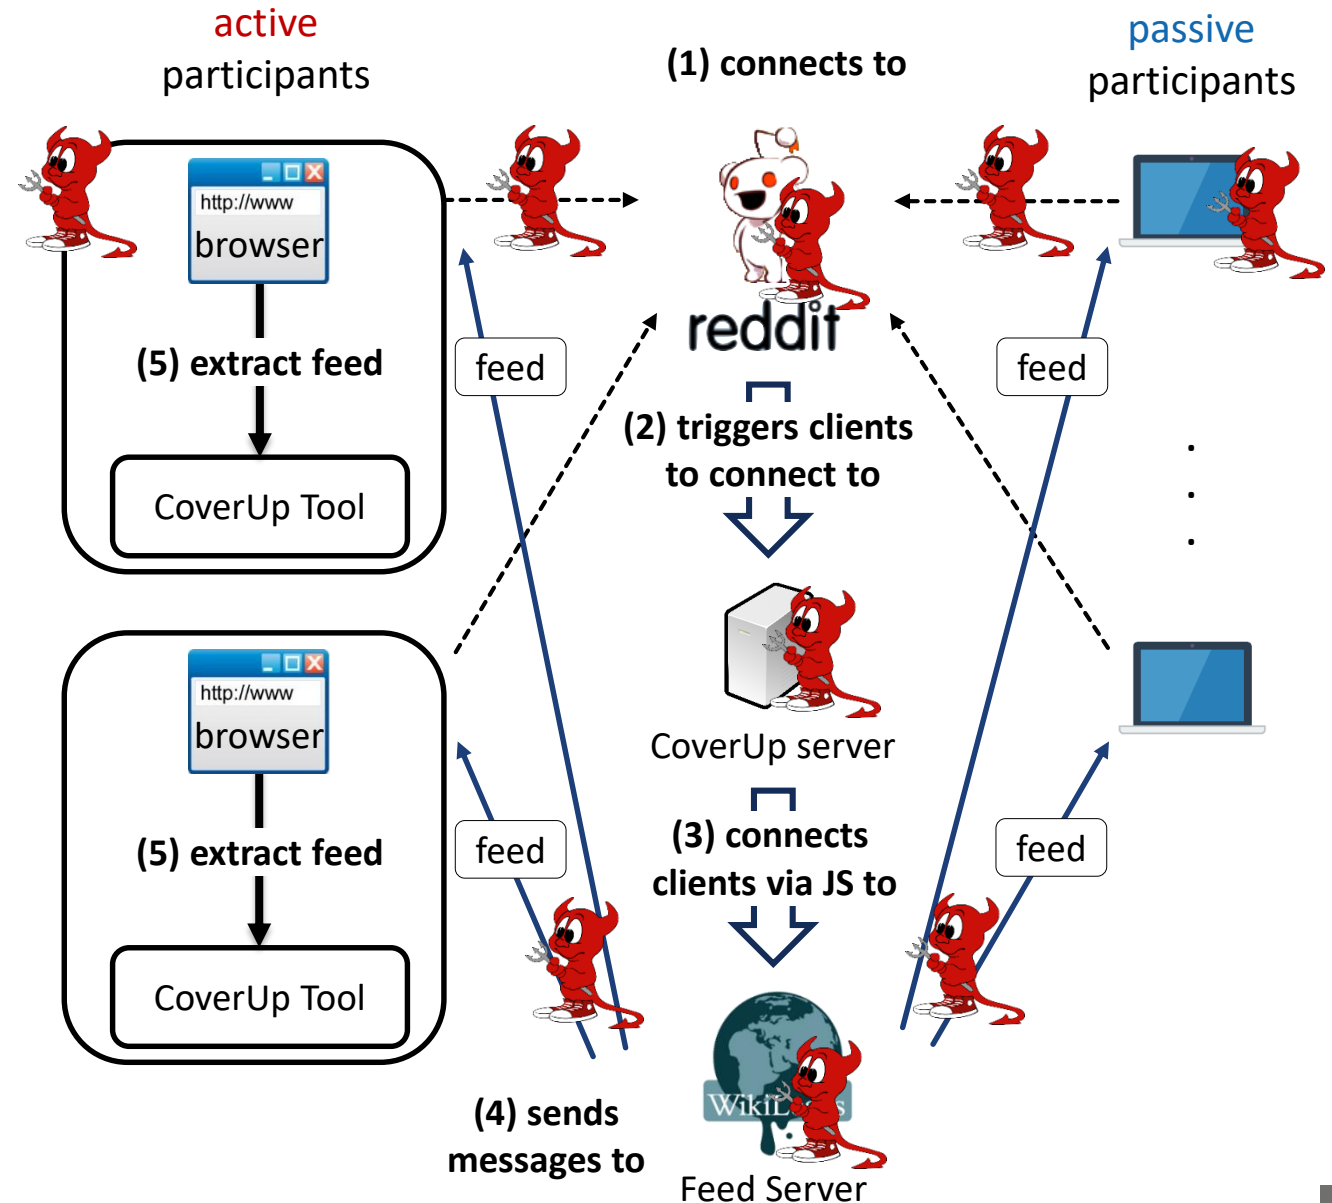 active
participants
(1) connects to
passive
participants
http://www
browser
(5) extract feed
CoverUp Tool
feed
reddit
feed
(2) triggers clients
to connect to
http://www
browser
(5) extract feed
CoverUp Tool
feed
CoverUp server
(3) connects
clients via JS to
feed
(4) sends
messages to
Feed Server